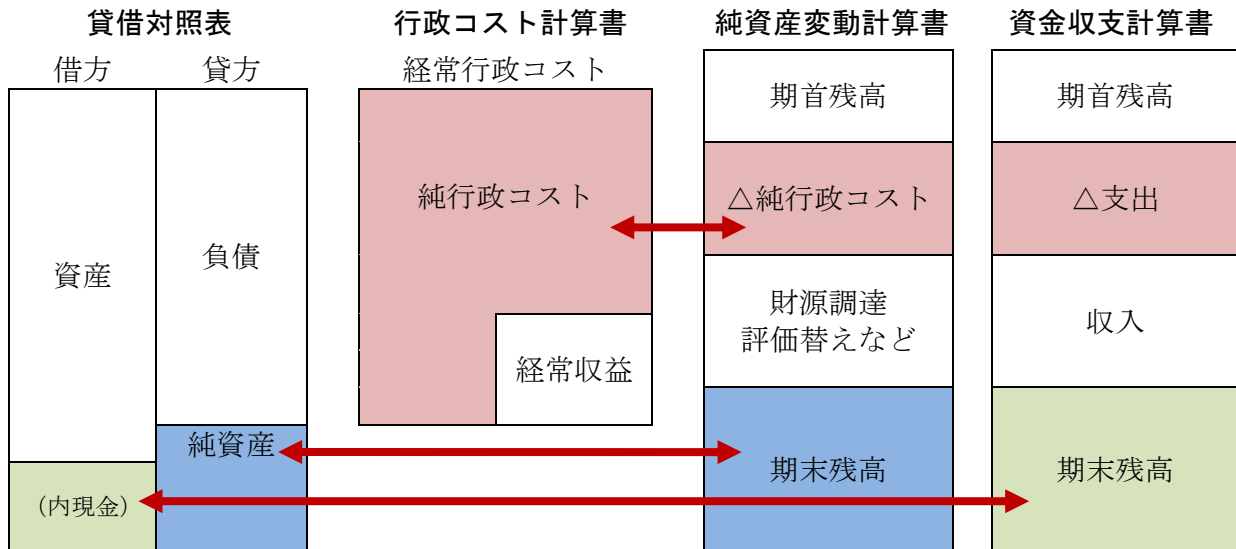 貸借対照表
借方
貸方
資産
(内現金)
負債
純資産
行政コスト計算書
経常行政コスト
純行政コスト
経常収益
純資産変動計算書
期首残高
△純行政コスト
財源調達
評価替えなど
期末残高
資金収支計算書
期首残高
△支出
収入
期末残高